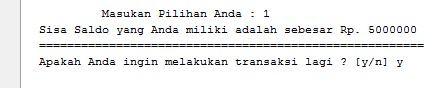 Masukan Pilihan Anda : 1
Sisa Saldo yang Anda miliki adalah sebesar Rp. 5000000
======================================================
Apakah Anda ingin melakukan transaksi lagi ? [y/n] y